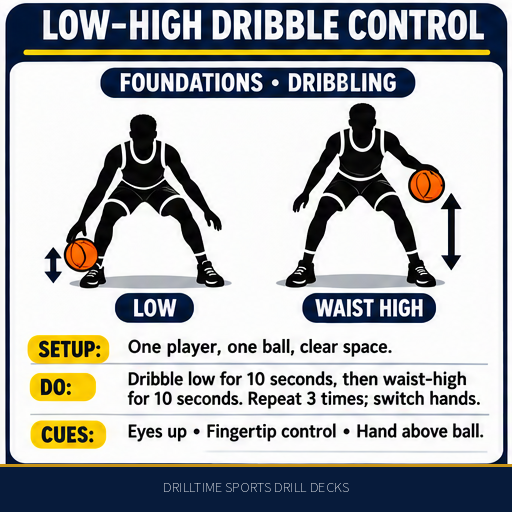 LOW-HIGH DRIBBLE CONTROL
FOUNDATIONS • DRIBBLING
LOW
WAIST HIGH
SETUP: One player, one ball, clear space.
DO: Dribble low for 10 seconds, then waist-high
for 10 seconds. Repeat 3 times; switch hands.
CUES: Eyes up • Fingertip control • Hand above ball.
DRILLTIME SPORTS DRILL DECKS